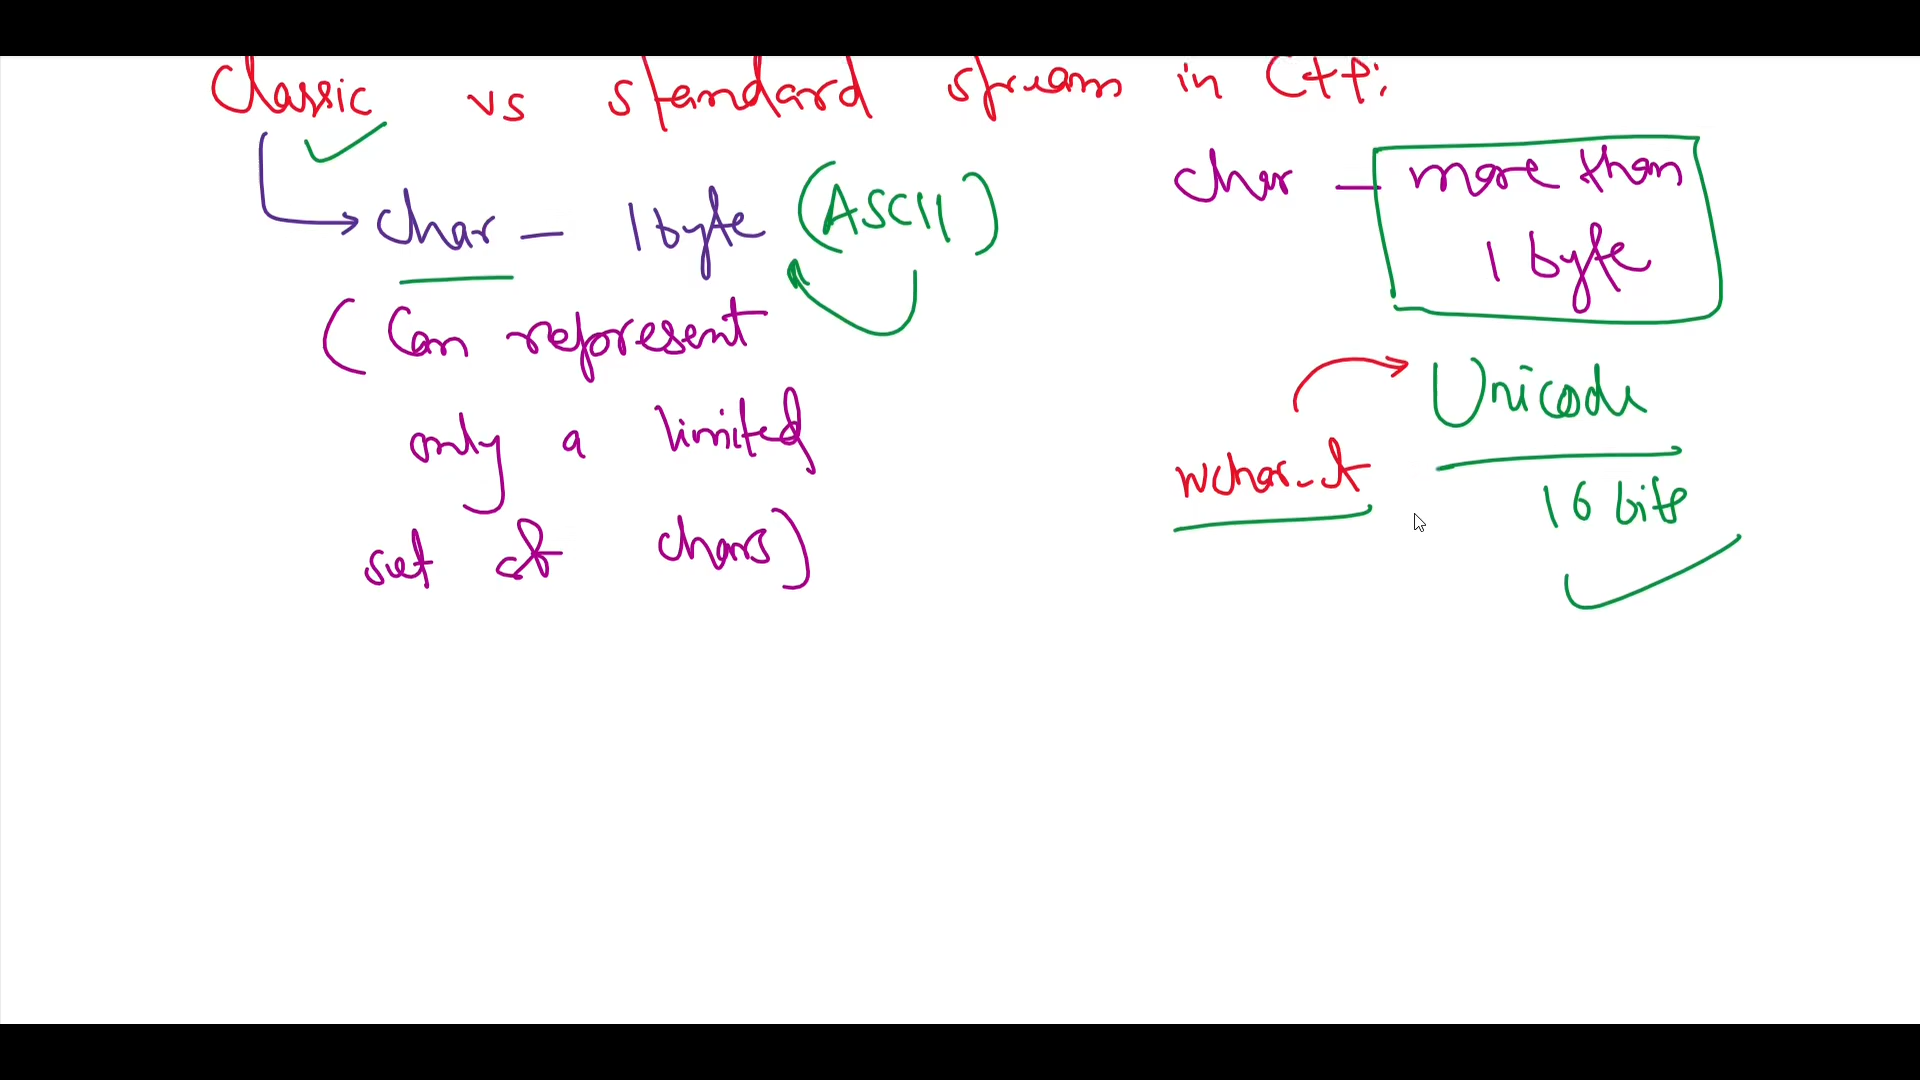 Classic vs standard stream in C++:
char — 1 byte (ASCII)
(Can represent
only a limited
set of chars)
char — more than
1 byte
Unicode
wchar_t
16 bits